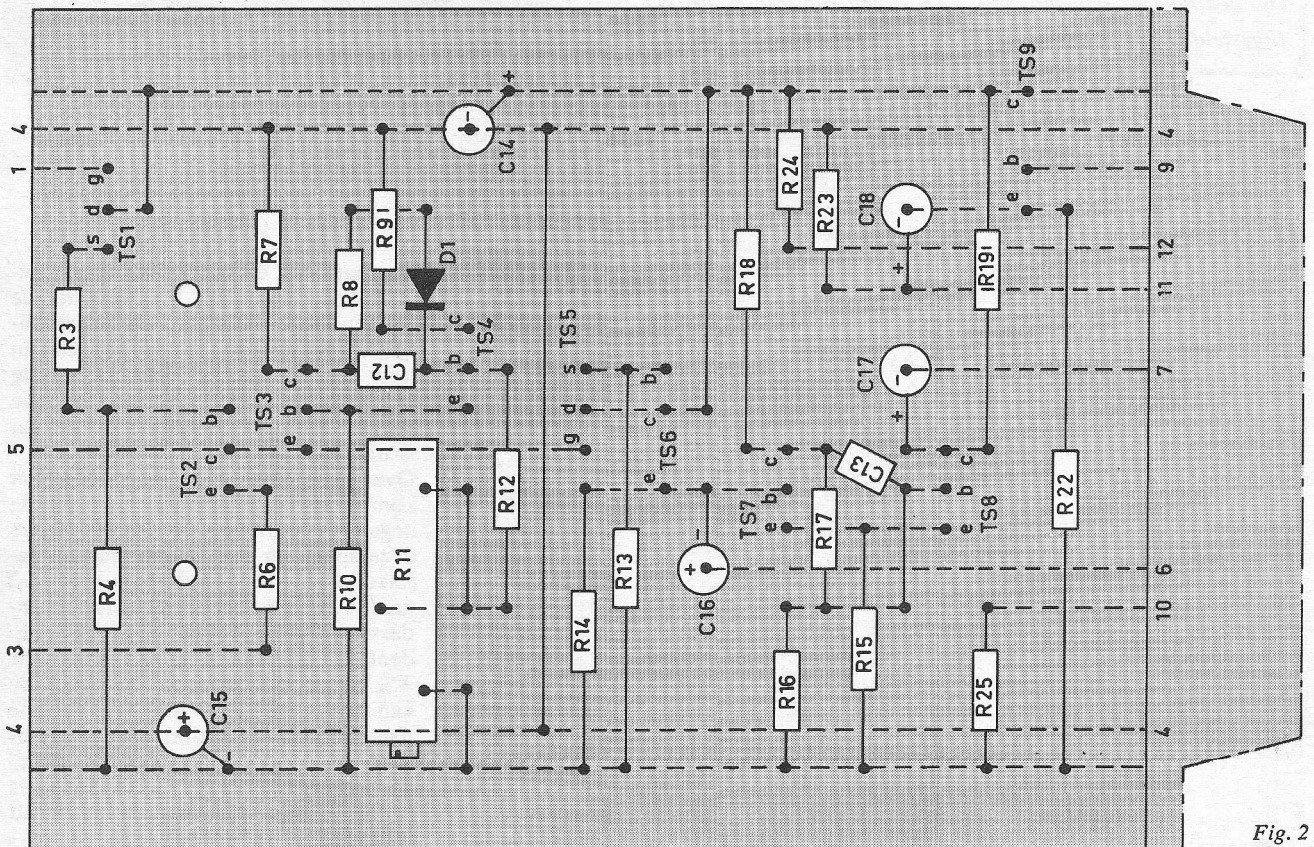 4
1
3
5
4
g
d
s
TS1
R3
R4
b
c
e
TS2
R6
+
-
C15
R7
c
b
e
TS3
R8
R9
D1
C12
c
b
e
TS4
R10
R11
R12
-
+
C14
TS5
s
d
g
b
c
e
TS6
R14
R13
-
+
C16
R18
R24
R23
c
b
e
TS7
R17
C13
R16
R15
C18
-
+
C17
-
+
c
b
e
TS8
R19
R25
R22
c
b
e
TS9
4
9
12
11
7
6
10
4
Fig. 2